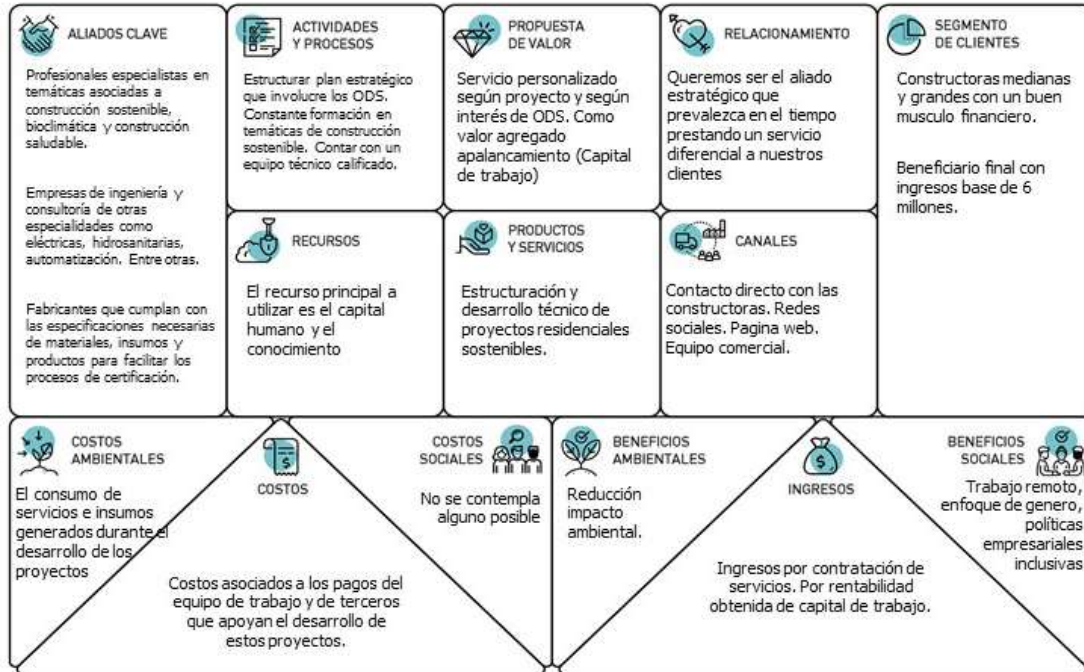 ALIADOS CLAVE
Profesionales especialistas en
temáticas asociadas a
construcción sostenible,
bioclimática y construcción
saludable.
Empresas de ingeniería y
consultoría de otras
especialidades como
eléctricas, hidrosanitarias,
automatización. Entre otras.
Fabricantes que cumplan con
las especificaciones necesarias
de materiales, insumos y
productos para facilitar los
procesos de certificación.
ACTIVIDADES
Y PROCESOS
Estructurar plan estratégico
que involucre los ODS.
Constante formación en
temáticas de construcción
sostenible. Contar con un
equipo técnico calificado.
RECURSOS
El recurso principal a
utilizar es el capital
humano y el
conocimiento
PROPUESTA
DE VALOR
Servicio personalizado
según proyecto y según
interés de ODS. Como
valor agregado
apalancamiento (Capital
de trabajo)
PRODUCTOS
Y SERVICIOS
Estructuración y
desarrollo técnico de
proyectos residenciales
sostenibles.
RELACIONAMIENTO
Queremos ser el aliado
estratégico que
prevalezca en el tiempo
prestando un servicio
diferencial a nuestros
clientes
CANALES
Contacto directo con las
constructoras. Redes
sociales. Pagina web.
Equipo comercial.
SEGMENTO
DE CLIENTES
Constructoras medianas
y grandes con un buen
musculo financiero.
Beneficiario final con
ingresos base de 6
millones.
COSTOS
AMBIENTALES
El consumo de
servicios e insumos
generados durante el
desarrollo de los
proyectos
$
COSTOS
Costos asociados a los pagos del
equipo de trabajo y de terceros
que apoyan el desarrollo de
estos proyectos.
COSTOS
SOCIALES
No se contempla
alguno posible
BENEFICIOS
AMBIENTALES
Reducción
impacto
ambiental.
$
INGRESOS
Ingresos por contratación de
servicios. Por rentabilidad
obtenida de capital de trabajo.
BENEFICIOS
SOCIALES
Trabajo remoto,
enfoque de genero,
políticas
empresariales
inclusivas